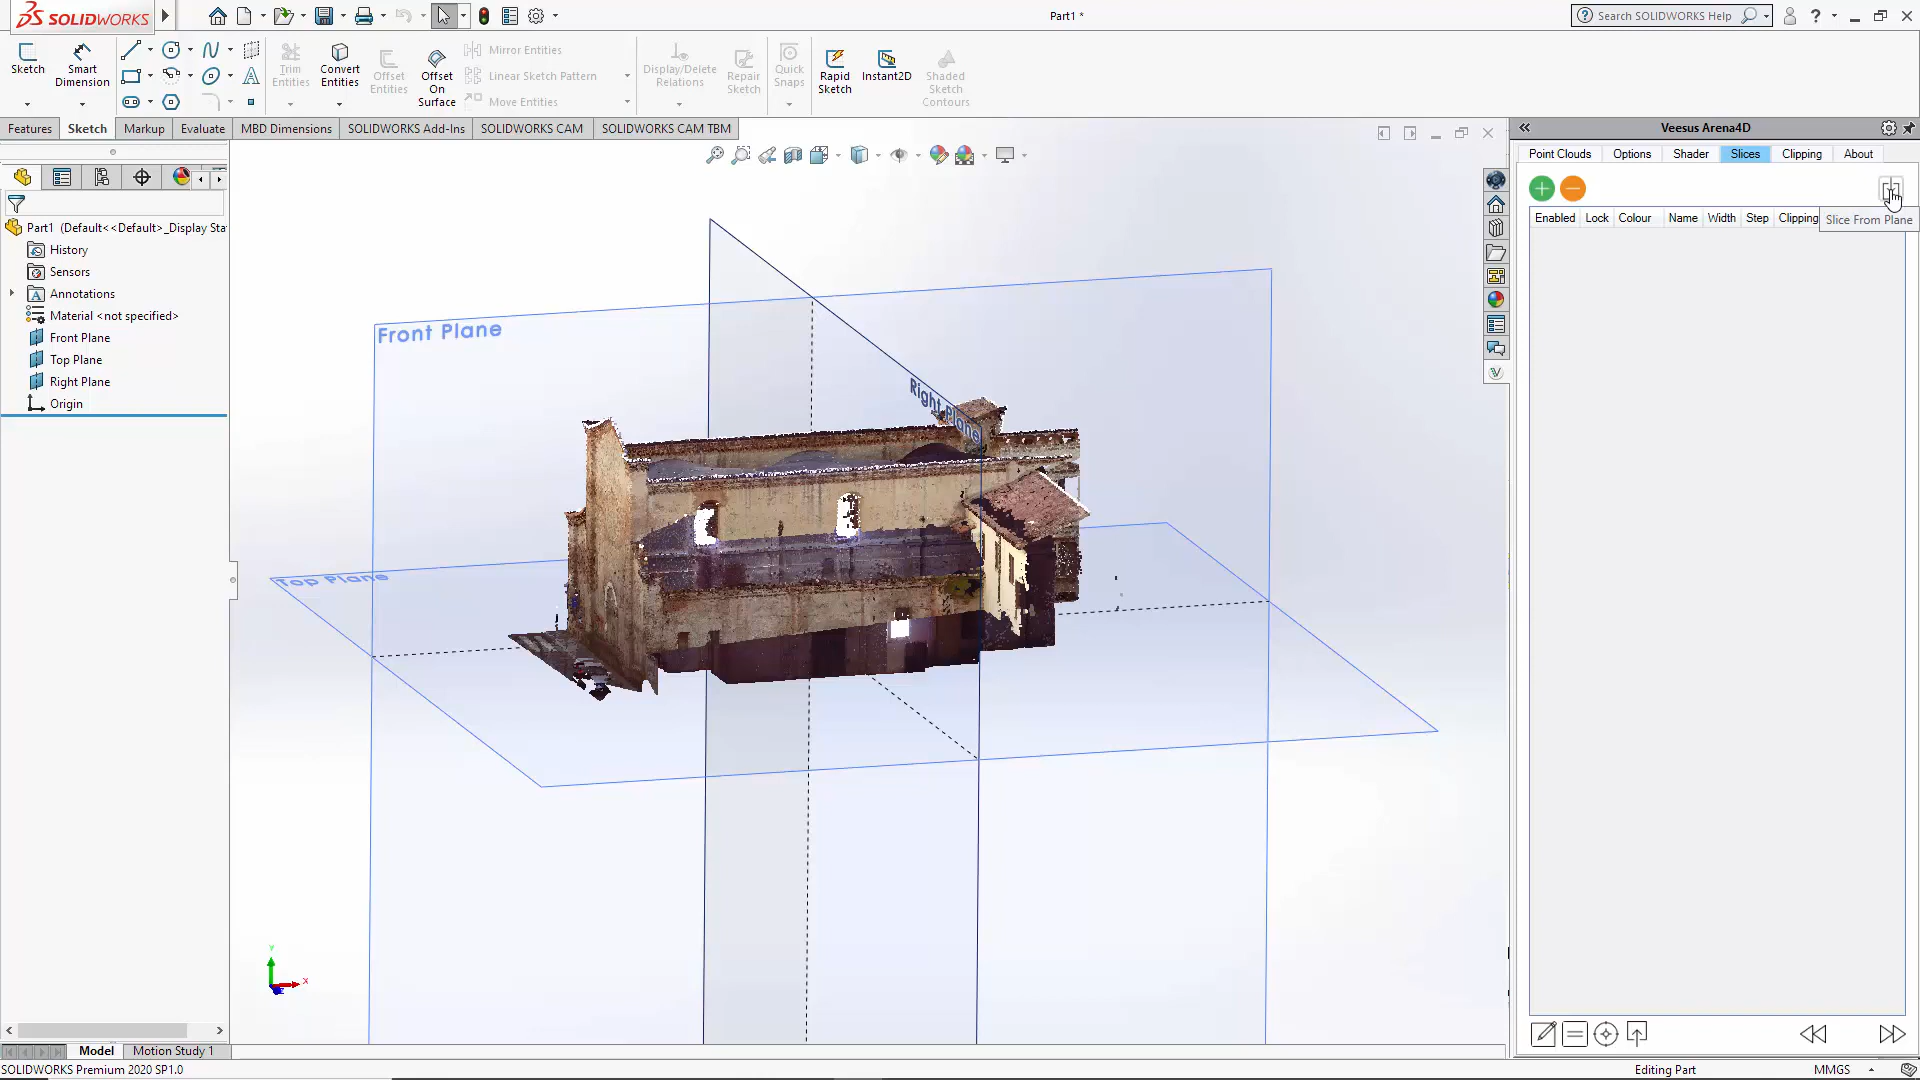 SOLIDWORKS
Part1 *
Search SOLIDWORKS Help
Sketch
Smart Dimension
Trim Entities
Convert Entities
Offset Entities
Offset On Surface
Mirror Entities
Linear Sketch Pattern
Move Entities
Display/Delete Relations
Repair Sketch
Quick Snaps
Rapid Sketch
Instant2D
Shaded Sketch Contours
Features
Sketch
Markup
Evaluate
MBD Dimensions
SOLIDWORKS Add-Ins
SOLIDWORKS CAM
SOLIDWORKS CAM TBM
Veesus Arena4D
Point Clouds
Options
Shader
Slices
Clipping
About
Enabled
Lock
Colour
Name
Width
Step
Clipping
Slice From Plane
Part1 (Default<<Default>_Display Sta
History
Sensors
Annotations
Material <not specified>
Front Plane
Top Plane
Right Plane
Origin
Front Plane
Right Plane
Top Plane
Y
X
Model
Motion Study 1
SOLIDWORKS Premium 2020 SP1.0
Editing Part
MMGS